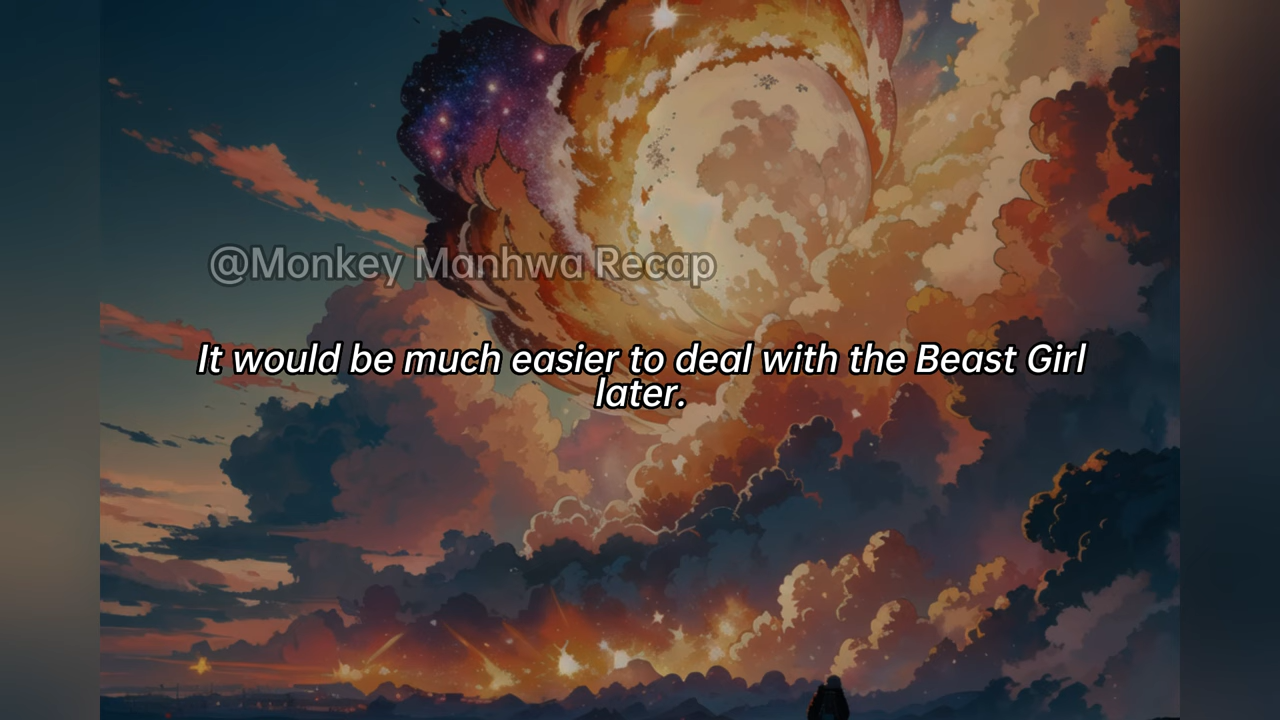 @Monkey Manhwa Recap
It would be much easier to deal with the Beast Girl
later.